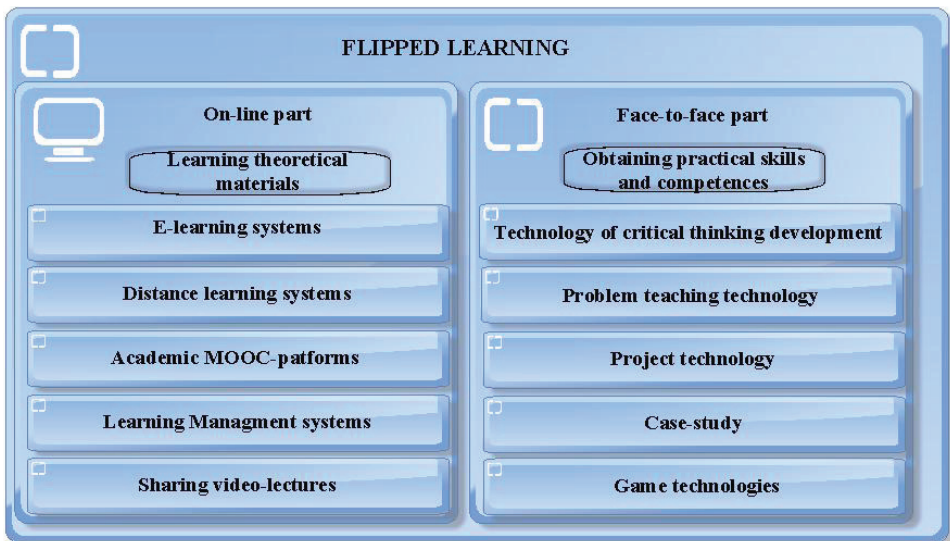 FLIPPED LEARNING
On-line part
Learning theoretical
materials
E-learning systems
Distance learning systems
Academic MOOC-patforms
Learning Managment systems
Sharing video-lectures
Face-to-face part
Obtaining practical skills
and competences
Technology of critical thinking development
Problem teaching technology
Project technology
Case-study
Game technologies